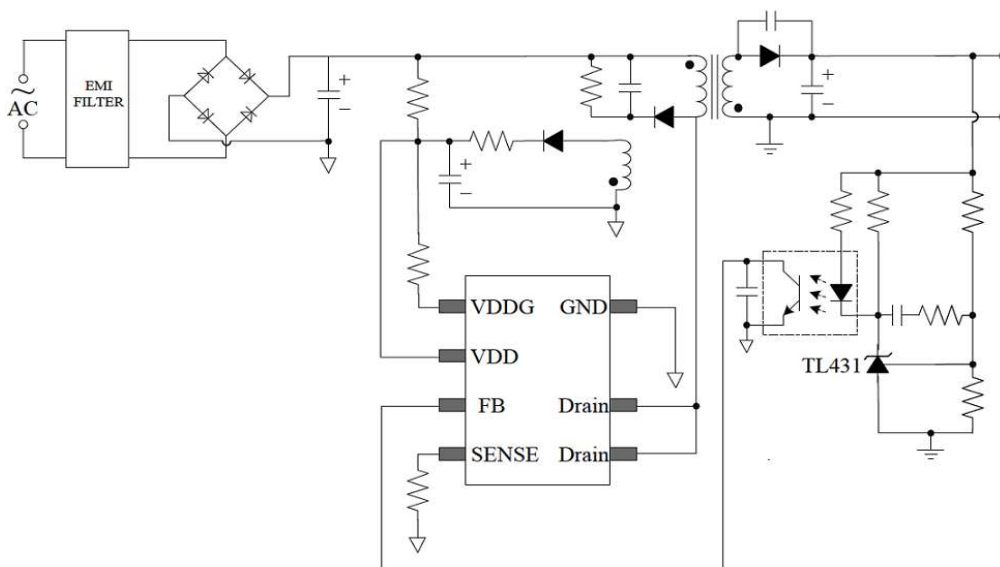 EMI
FILTER
~
AC
+
−
+
−
+
−
VDDG
GND
VDD
FB
Drain
SENSE
Drain
TL431